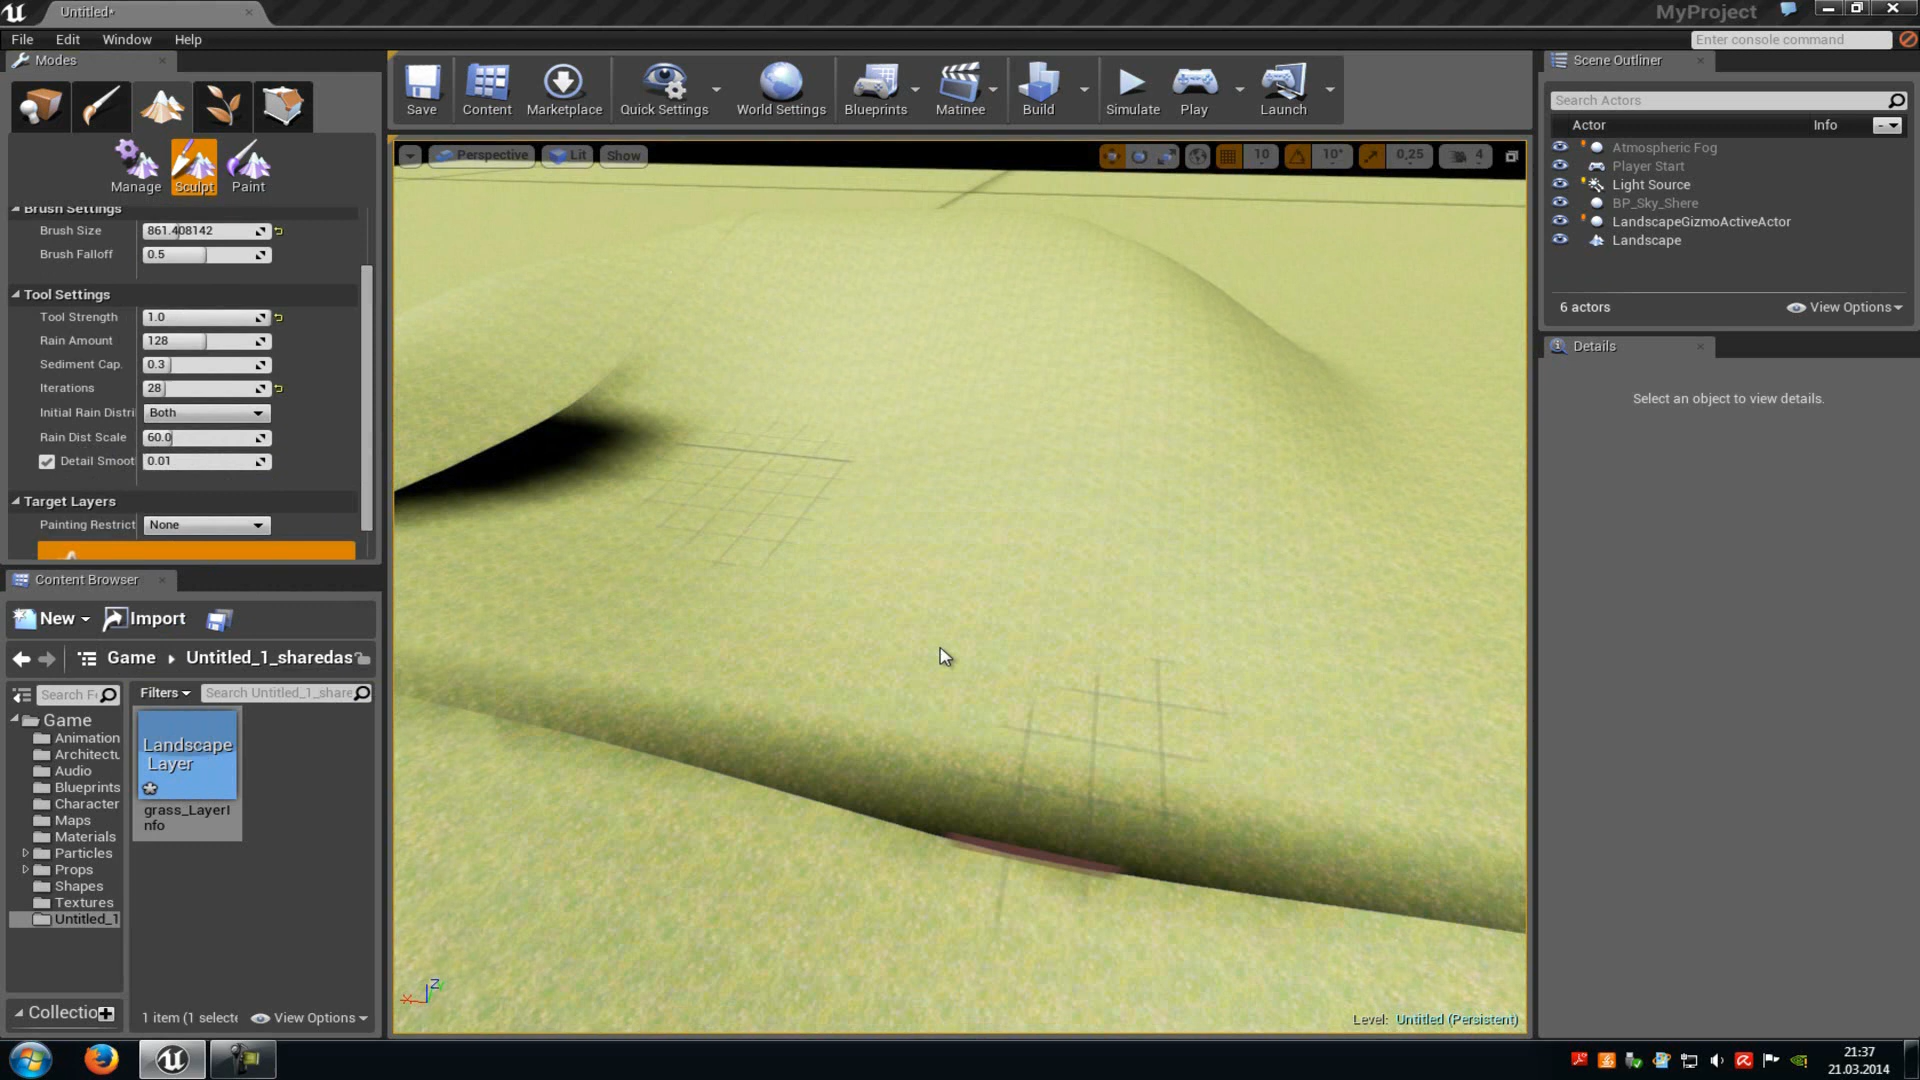 Untitled*
MyProject
File Edit Window Help
Enter console command
Modes
Manage Sculpt Paint
Brush Settings
Brush Size 861.408142
Brush Falloff 0.5
Tool Settings
Tool Strength 1.0
Rain Amount 128
Sediment Cap. 0.3
Iterations 28
Initial Rain Distri Both
Rain Dist Scale 60.0
Detail Smoot 0.01
Target Layers
Painting Restrict None
Save Content Marketplace Quick Settings World Settings Blueprints Matinee Build Simulate Play Launch
Perspective Lit Show
10 10° 0,25 4
Level: Untitled (Persistent)
X Z
Scene Outliner
Search Actors
Actor Info
Atmospheric Fog
Player Start
Light Source
BP_Sky_Shere
LandscapeGizmoActiveActor
Landscape
6 actors View Options
Details
Select an object to view details.
Content Browser
New Import
Game Untitled_1_sharedas
Filters Search Untitled_1_share
Game
Animation
Architectu
Audio
Blueprints
Character
Maps
Materials
Particles
Props
Shapes
Textures
Untitled_1
Collectio
Landscape
Layer
grass_LayerI
nfo
1 item (1 selecte View Options
21:37
21.03.2014